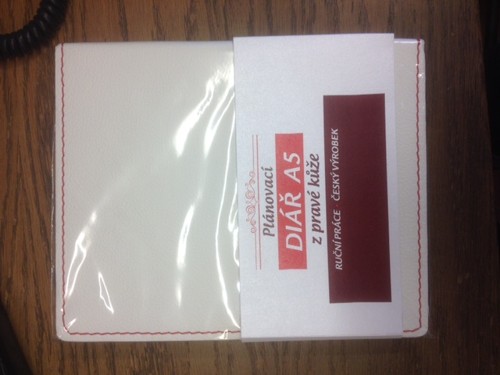 Plánovací
DIÁŘ A5
z pravé kůže
RUČNÍ PRÁCE - ČESKÝ VÝROBEK